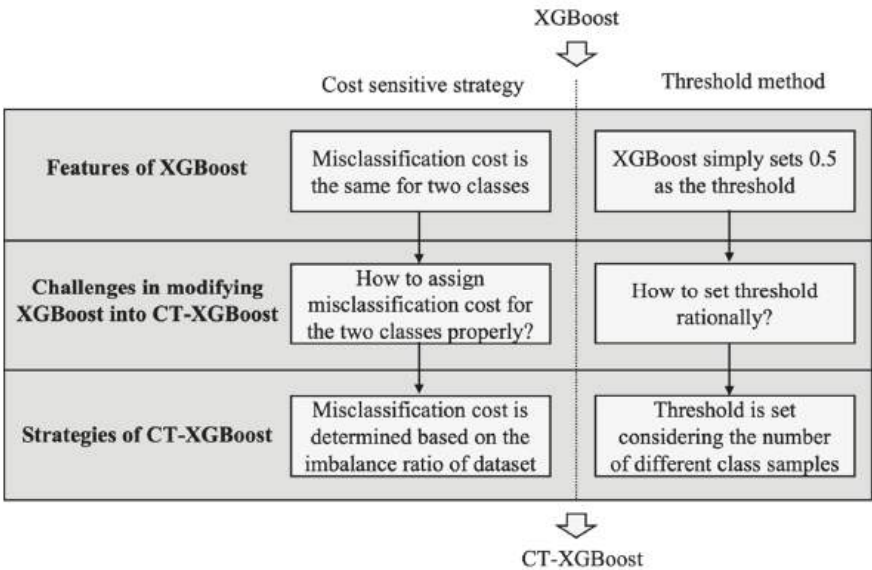 XGBoost
Cost sensitive strategy
Threshold method
Features of XGBoost
Misclassification cost is
the same for two classes
XGBoost simply sets 0.5
as the threshold
Challenges in modifying
XGBoost into CT-XGBoost
How to assign
misclassification cost for
the two classes properly?
How to set threshold
rationally?
Strategies of CT-XGBoost
Misclassification cost is
determined based on the
imbalance ratio of dataset
Threshold is set
considering the number
of different class samples
CT-XGBoost